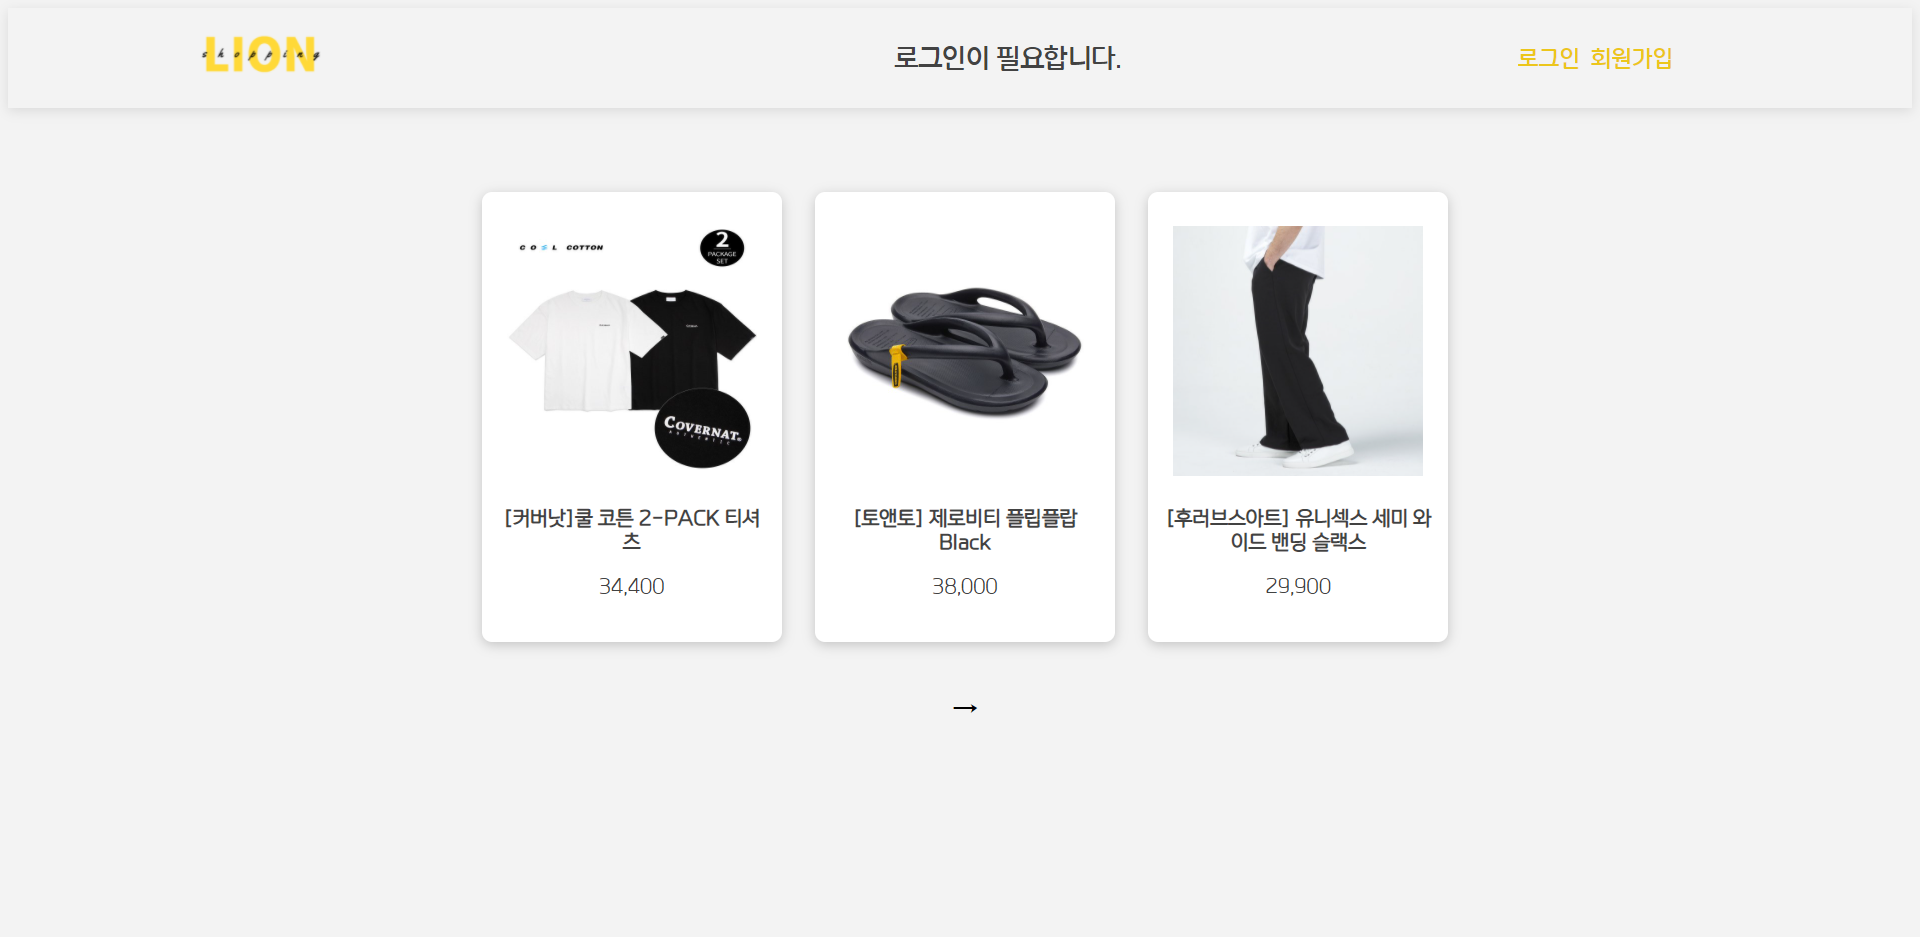 LION
shopping
로그인이 필요합니다.
로그인 회원가입
COOL COTTON
2
PACKAGE
SET
COVERNAT
AUTHENTIC
[커버낫]쿨 코튼 2-PACK 티셔
츠
34,400
[토앤토] 제로비티 플립플랍
Black
38,000
[후러브스아트] 유니섹스 세미 와
이드 밴딩 슬랙스
29,900
→